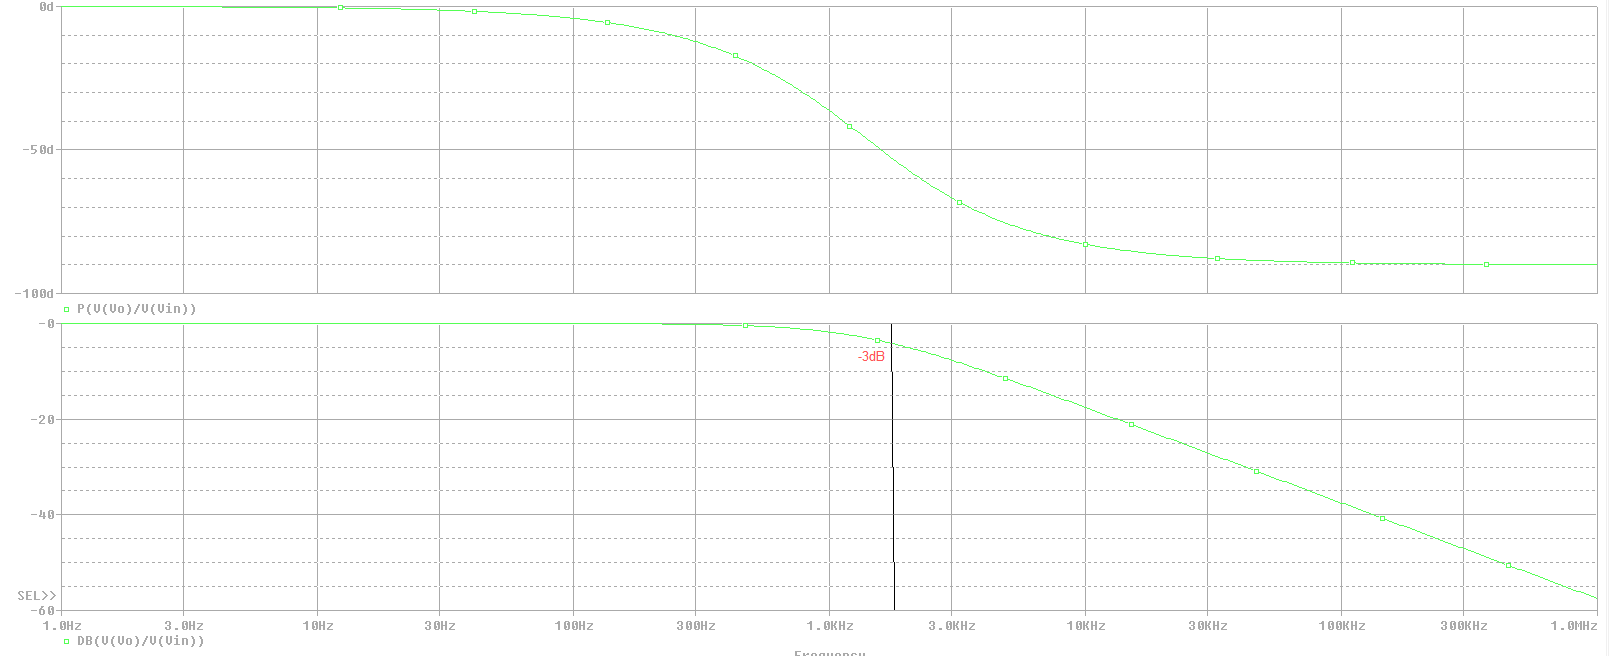 0d
-50d
-100d
P(V(Vo)/V(Vin))
-0
-3dB
-20
-40
SEL>>
-60
1.0Hz 3.0Hz 10Hz 30Hz 100Hz 300Hz 1.0KHz 3.0KHz 10KHz 30KHz 100KHz 300KHz 1.0MHz
DB(V(Vo)/V(Vin))
Frequency